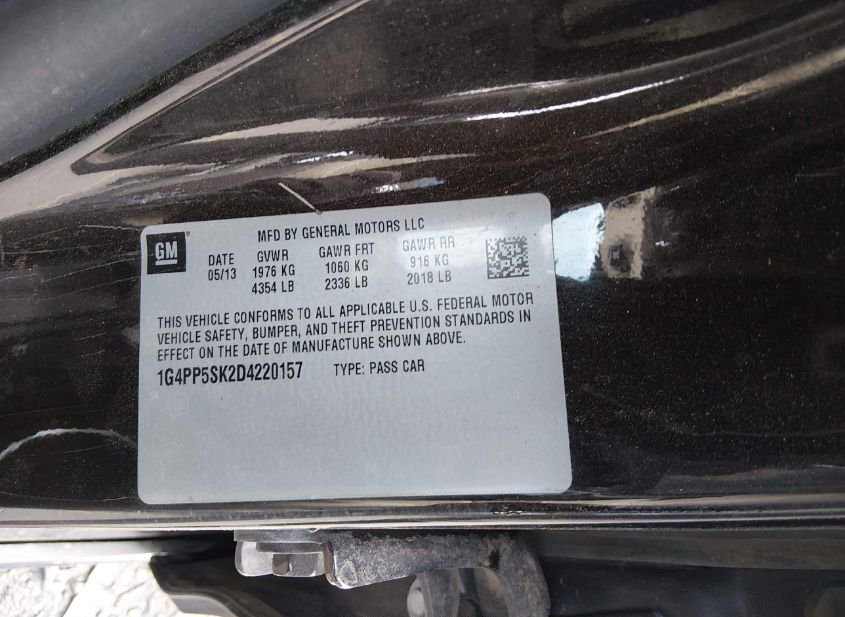 GM ®
MFD BY GENERAL MOTORS LLC
DATE GVWR GAWR FRT GAWR RR
05/13 1976 KG 1060 KG 916 KG
4354 LB 2336 LB 2018 LB
THIS VEHICLE CONFORMS TO ALL APPLICABLE U.S. FEDERAL MOTOR
VEHICLE SAFETY, BUMPER, AND THEFT PREVENTION STANDARDS IN
EFFECT ON THE DATE OF MANUFACTURE SHOWN ABOVE.
1G4PP5SK2D4220157 TYPE: PASS CAR